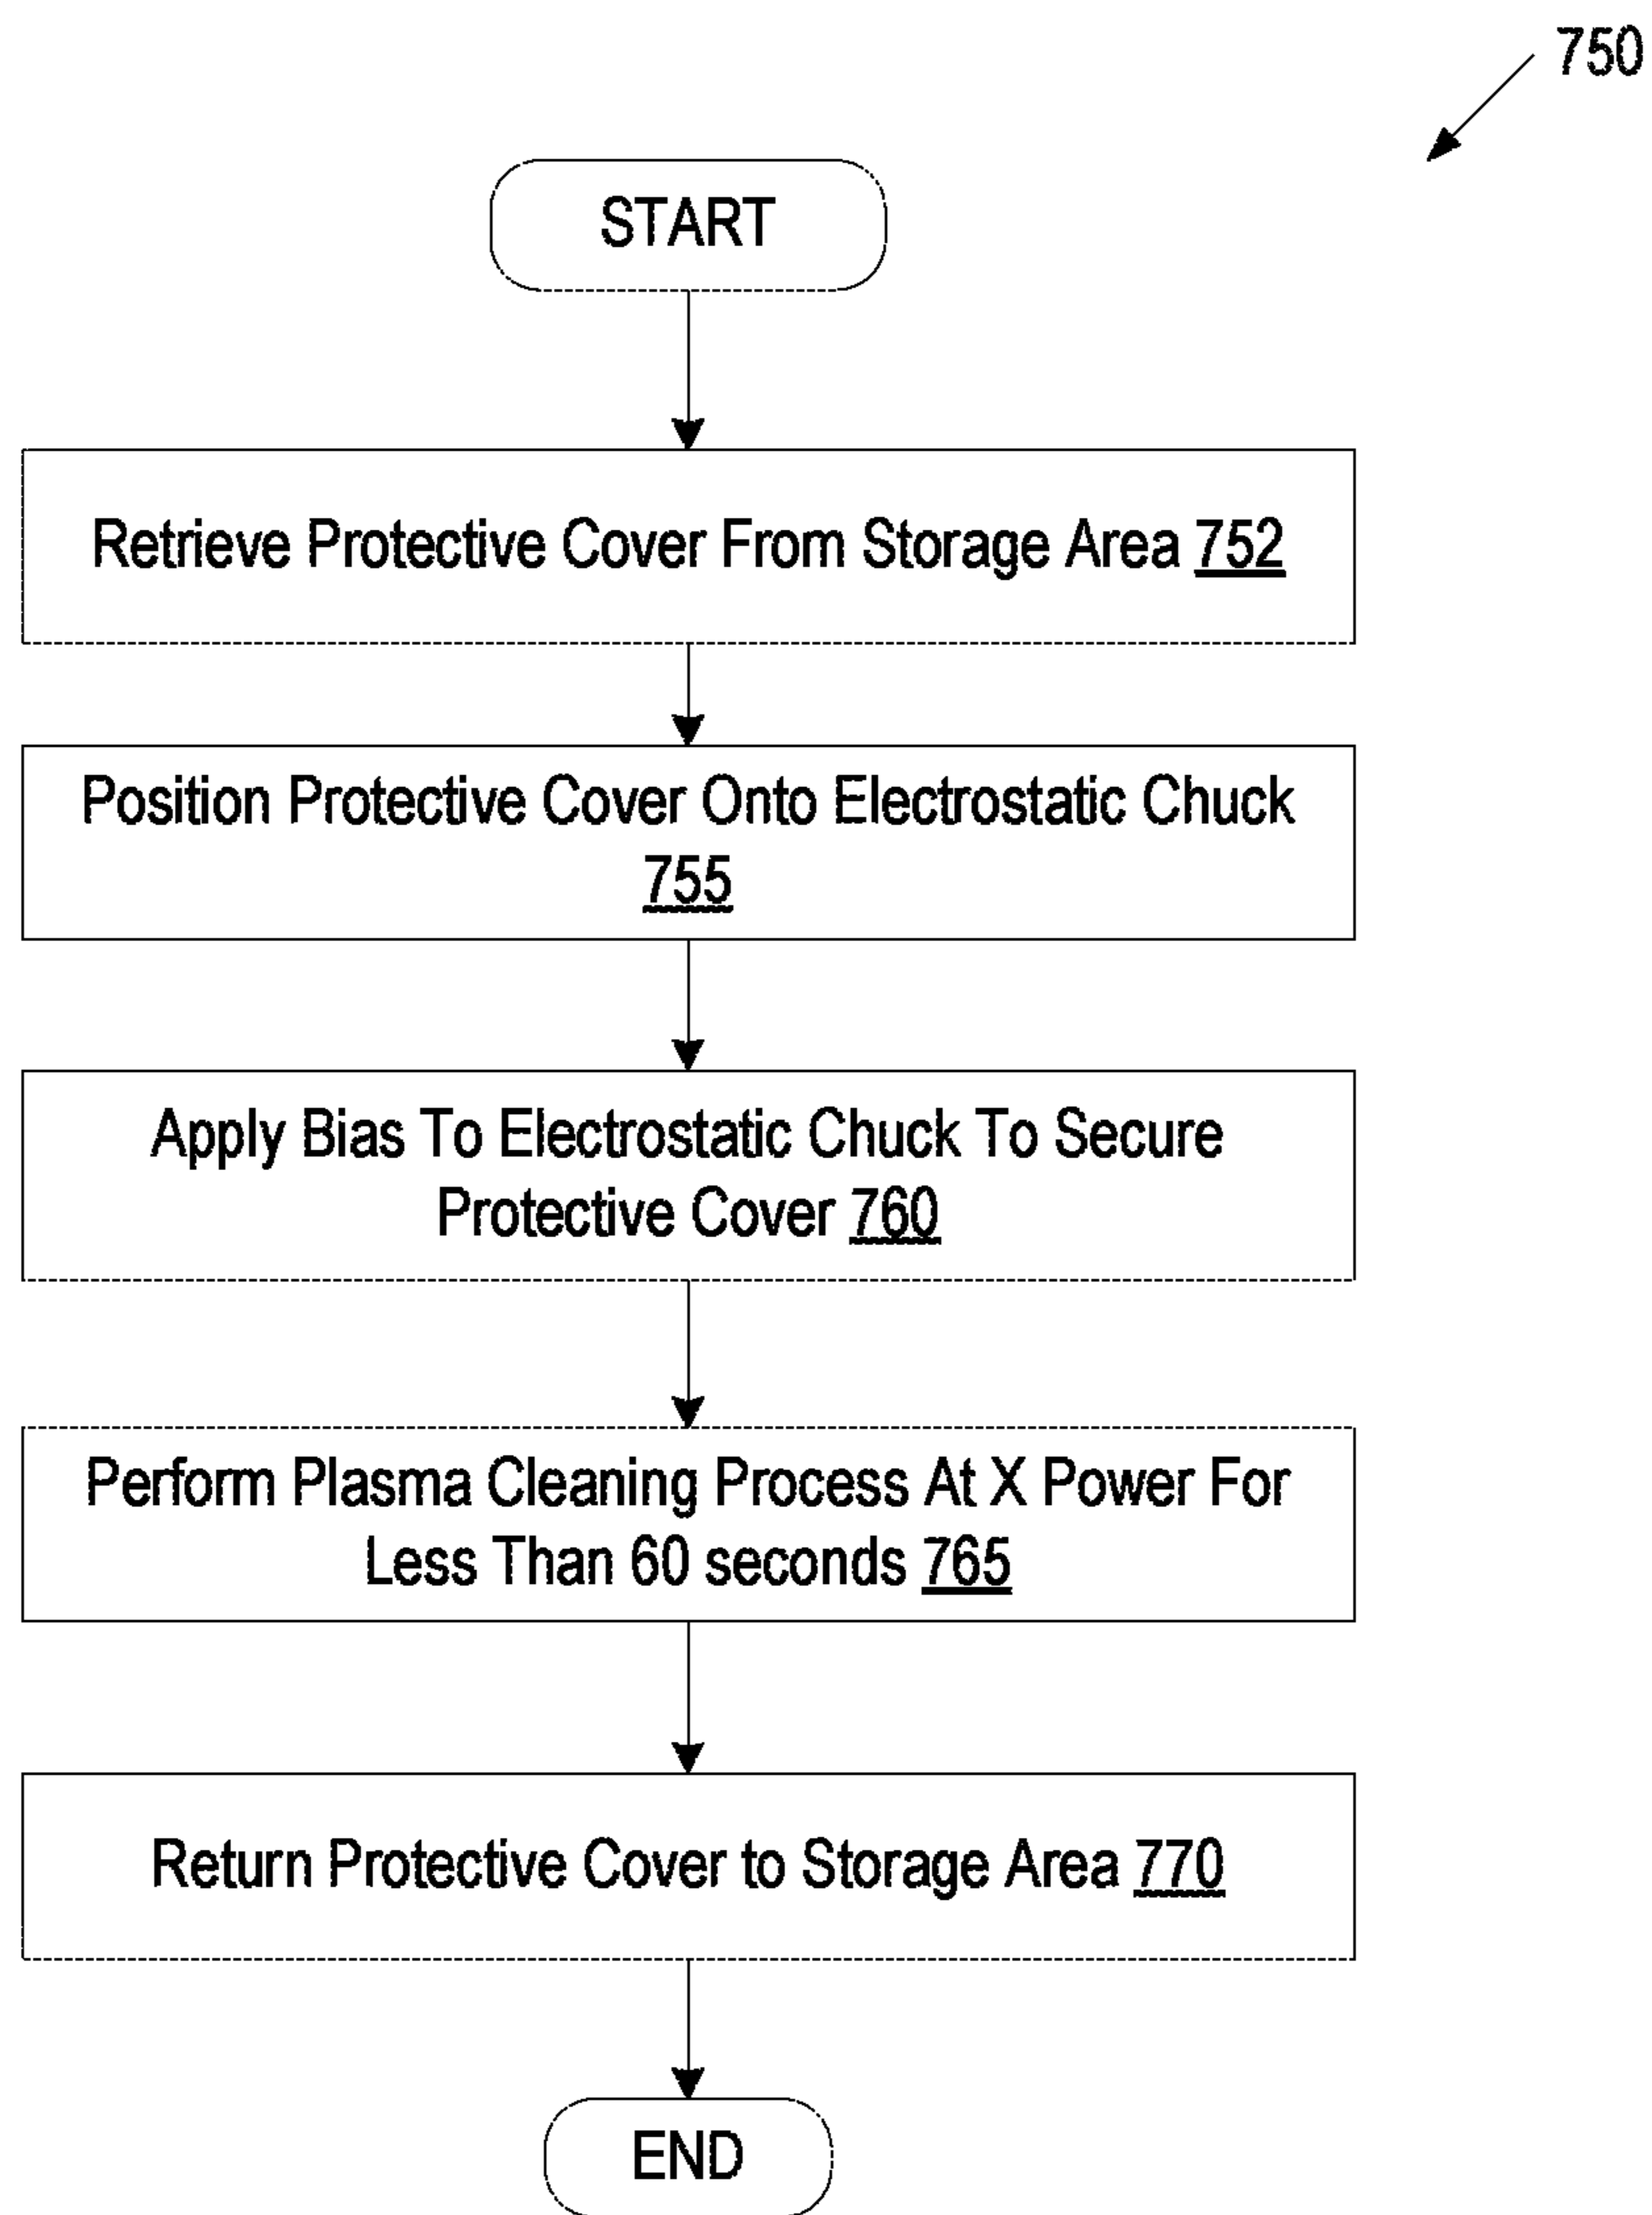 750
START
Retrieve Protective Cover From Storage Area 752
Position Protective Cover Onto Electrostatic Chuck
755
Apply Bias To Electrostatic Chuck To Secure
Protective Cover 760
Perform Plasma Cleaning Process At X Power For
Less Than 60 seconds 765
Return Protective Cover to Storage Area 770
END